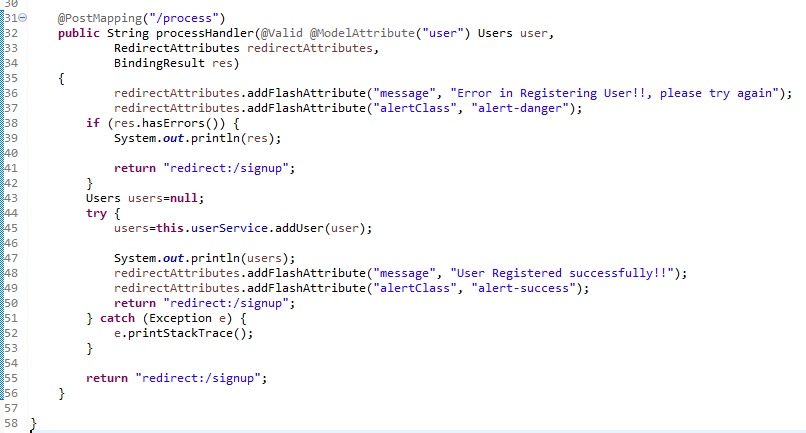 30
31 @PostMapping("/process")
32 public String processHandler(@Valid @ModelAttribute("user") Users user,
33 RedirectAttributes redirectAttributes,
34 BindingResult res)
35 {
36 redirectAttributes.addFlashAttribute("message", "Error in Registering User!!, please try again");
37 redirectAttributes.addFlashAttribute("alertClass", "alert-danger");
38 if (res.hasErrors()) {
39 System.out.println(res);
40
41 return "redirect:/signup";
42 }
43 Users users=null;
44 try {
45 users=this.userService.addUser(user);
46
47 System.out.println(users);
48 redirectAttributes.addFlashAttribute("message", "User Registered successfully!!");
49 redirectAttributes.addFlashAttribute("alertClass", "alert-success");
50 return "redirect:/signup";
51 } catch (Exception e) {
52 e.printStackTrace();
53 }
54
55 return "redirect:/signup";
56 }
57
58 }